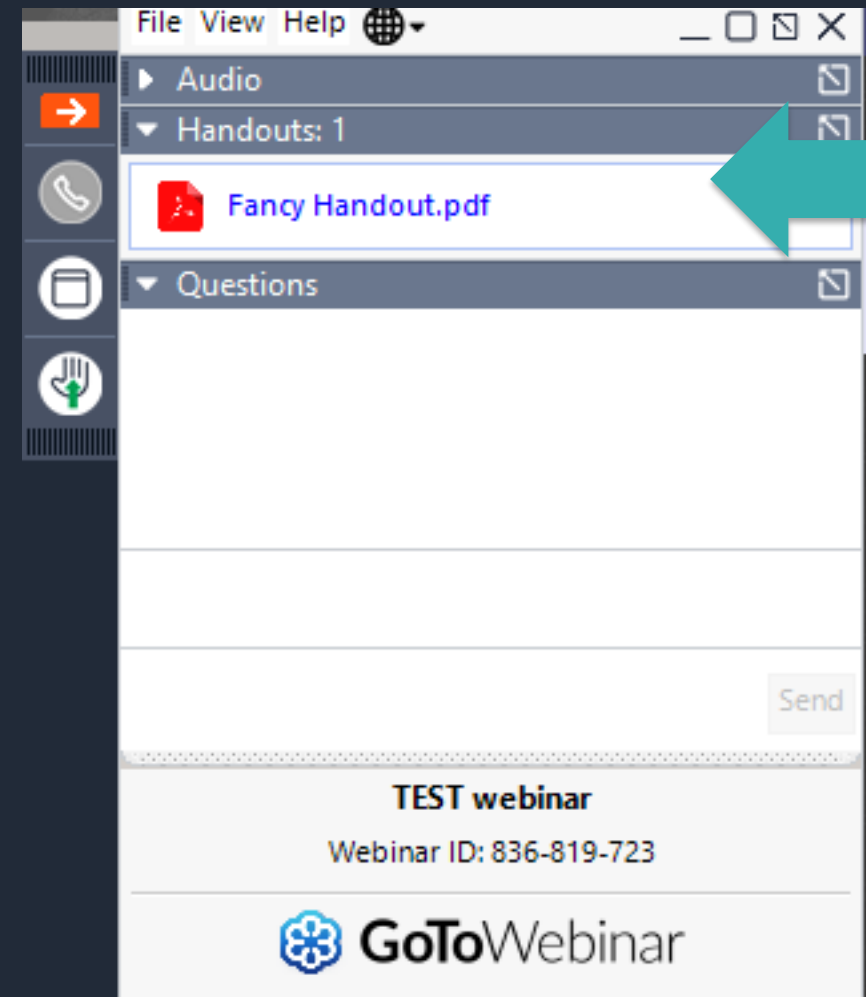 File View Help
Audio
Handouts: 1
Fancy Handout.pdf
Questions
Send
TEST webinar
Webinar ID: 836-819-723
GoToWebinar